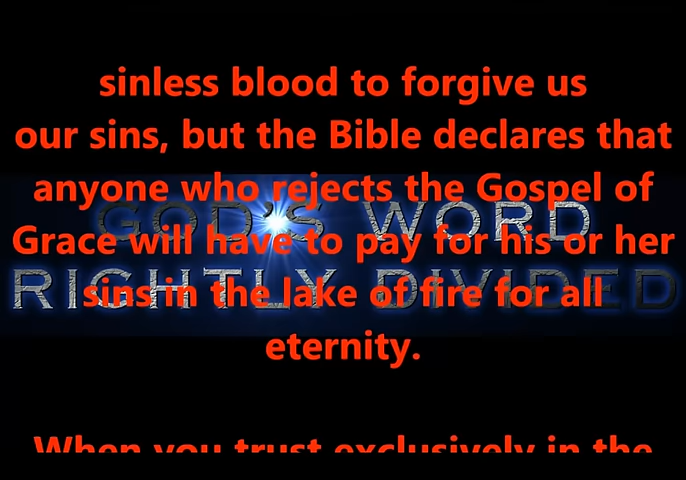 sinless blood to forgive us
our sins, but the Bible declares that
anyone who rejects the Gospel of
GOD'S WORD
Grace will have to pay for his or her
RIGHTLY DIVIDED
sins in the lake of fire for all
eternity.
When you trust exclusively in the